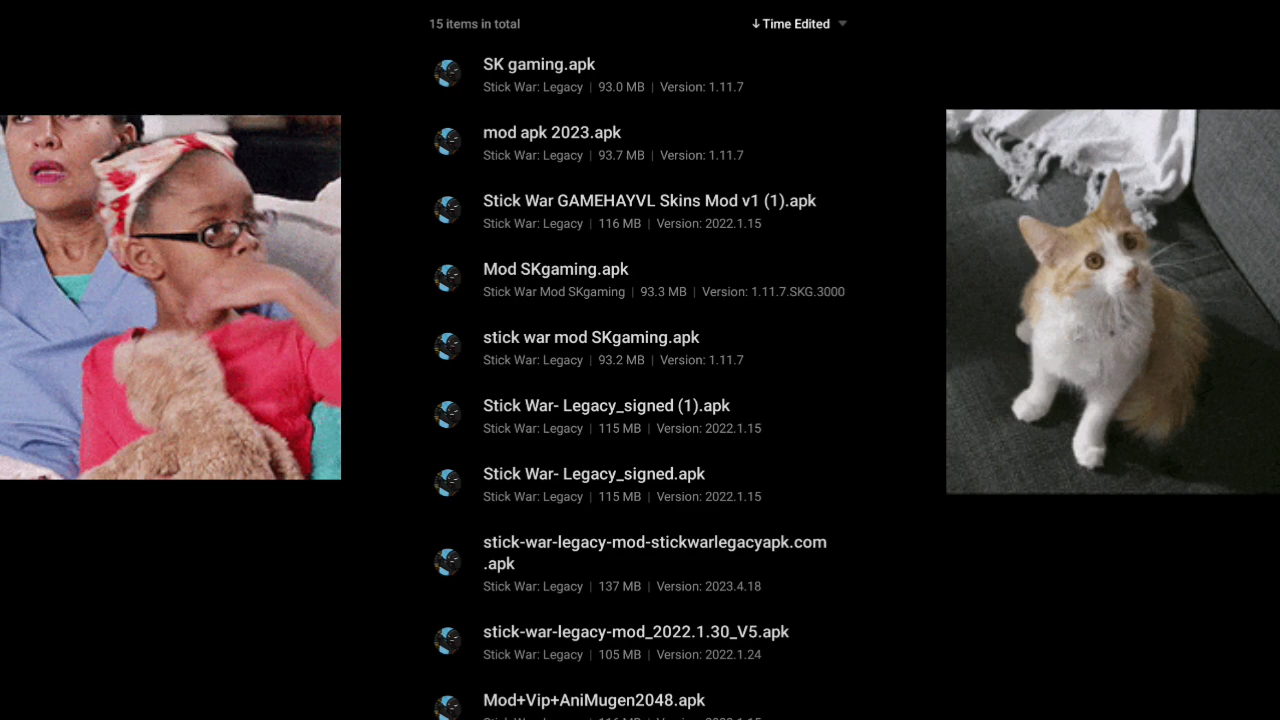 15 items in total
↓ Time Edited
SK gaming.apk
Stick War: Legacy | 93.0 MB | Version: 1.11.7
mod apk 2023.apk
Stick War: Legacy | 93.7 MB | Version: 1.11.7
Stick War GAMEHAYVL Skins Mod v1 (1).apk
Stick War: Legacy | 116 MB | Version: 2022.1.15
Mod SKgaming.apk
Stick War Mod SKgaming | 93.3 MB | Version: 1.11.7.SKG.3000
stick war mod SKgaming.apk
Stick War: Legacy | 93.2 MB | Version: 1.11.7
Stick War- Legacy_signed (1).apk
Stick War: Legacy | 115 MB | Version: 2022.1.15
Stick War- Legacy_signed.apk
Stick War: Legacy | 115 MB | Version: 2022.1.15
stick-war-legacy-mod-stickwarlegacyapk.com
.apk
Stick War: Legacy | 137 MB | Version: 2023.4.18
stick-war-legacy-mod_2022.1.30_V5.apk
Stick War: Legacy | 105 MB | Version: 2022.1.24
Mod+Vip+AniMugen2048.apk